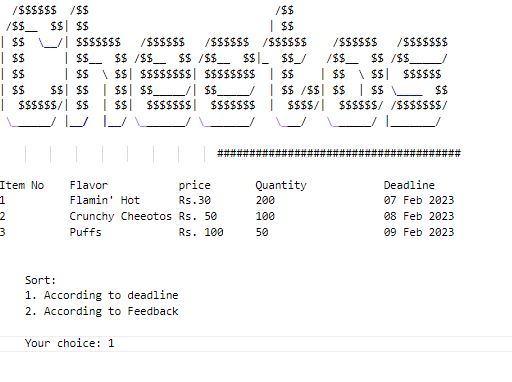 /$$$$$$  /$$                             /$$
 /$$__  $$| $$                            | $$
| $$  \__/| $$$$$$$   /$$$$$$   /$$$$$$  /$$$$$$    /$$$$$$   /$$$$$$$
| $$      | $$__  $$ /$$__  $$ /$$__  $$|_  $$_/   /$$__  $$ /$$_____/
| $$      | $$  \ $$| $$$$$$$$| $$$$$$$$  | $$    | $$  \ $$|  $$$$$$
| $$    $$| $$  | $$| $$_____/| $$_____/  | $$ /$$| $$  | $$ \____  $$
|  $$$$$$/| $$  | $$|  $$$$$$$|  $$$$$$$  |  $$$$/|  $$$$$$/ /$$$$$$$/
 \______/ |__/  |__/ \_______/ \_______/   \___/   \______/ |_______/
######################################
Item No    Flavor    price    Quantity    Deadline
1    Flamin' Hot    Rs.30    200    07 Feb 2023
2    Crunchy Cheeotos    Rs. 50    100    08 Feb 2023
3    Puffs    Rs. 100    50    09 Feb 2023
Sort:
1. According to deadline
2. According to Feedback
Your choice: 1